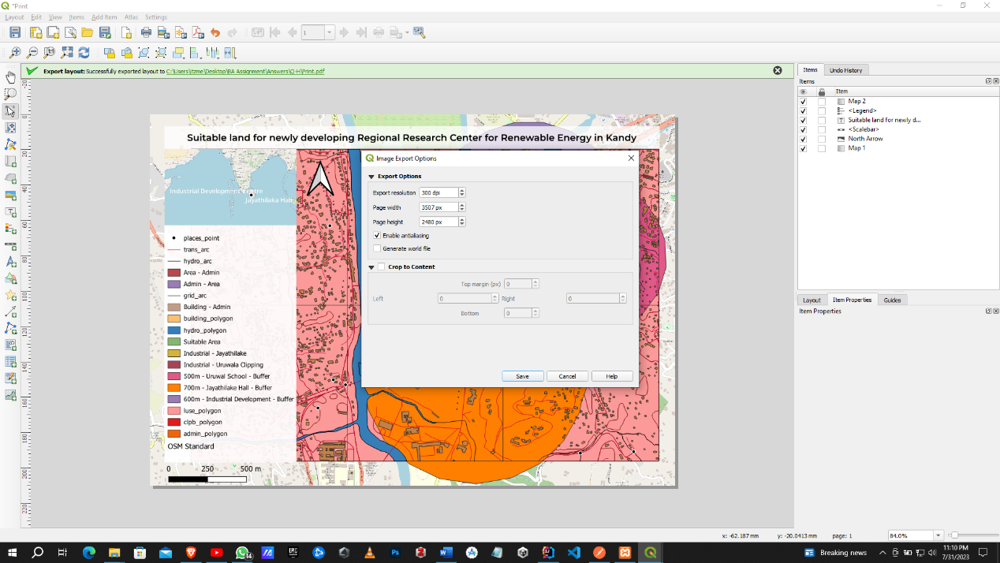 *Print
Layout Edit View Items Add Item Atlas Settings
1
Export layout: Successfully exported layout to C:\Users\itzme\Desktop\BA Assignment\Answers\Q-H\Print.pdf
Suitable land for newly developing Regional Research Center for Renewable Energy in Kandy
Industrial Development Centre
Jayathilaka Hall
places_point
trans_arc
hydro_arc
Area - Admin
Admin - Area
grid_arc
Building - Admin
building_polygon
hydro_polygon
Suitable Area
Industrial - Jayathilake
Industrial - Uruwala Clipping
500m - Uruwal School - Buffer
700m - Jayathilake Hall - Buffer
600m - Industrial Development - Buffer
luse_polygon
clpb_polygon
admin_polygon
OSM Standard
0 250 500 m
Image Export Options
Export Options
Export resolution 300 dpi
Page width 3507 px
Page height 2480 px
Enable antialiasing
Generate world file
Crop to Content
Top margin (px) 0
Left 0 Right 0
Bottom 0
Save Cancel Help
Items Undo History
Items
Item
Map 2
<Legend>
Suitable land for newly d...
<Scalebar>
North Arrow
Map 1
Layout Item Properties Guides
Item Properties
x: -62.187 mm y: -20.0413 mm page: 1 84.0%
14
Breaking news
11:10 PM
7/31/2023